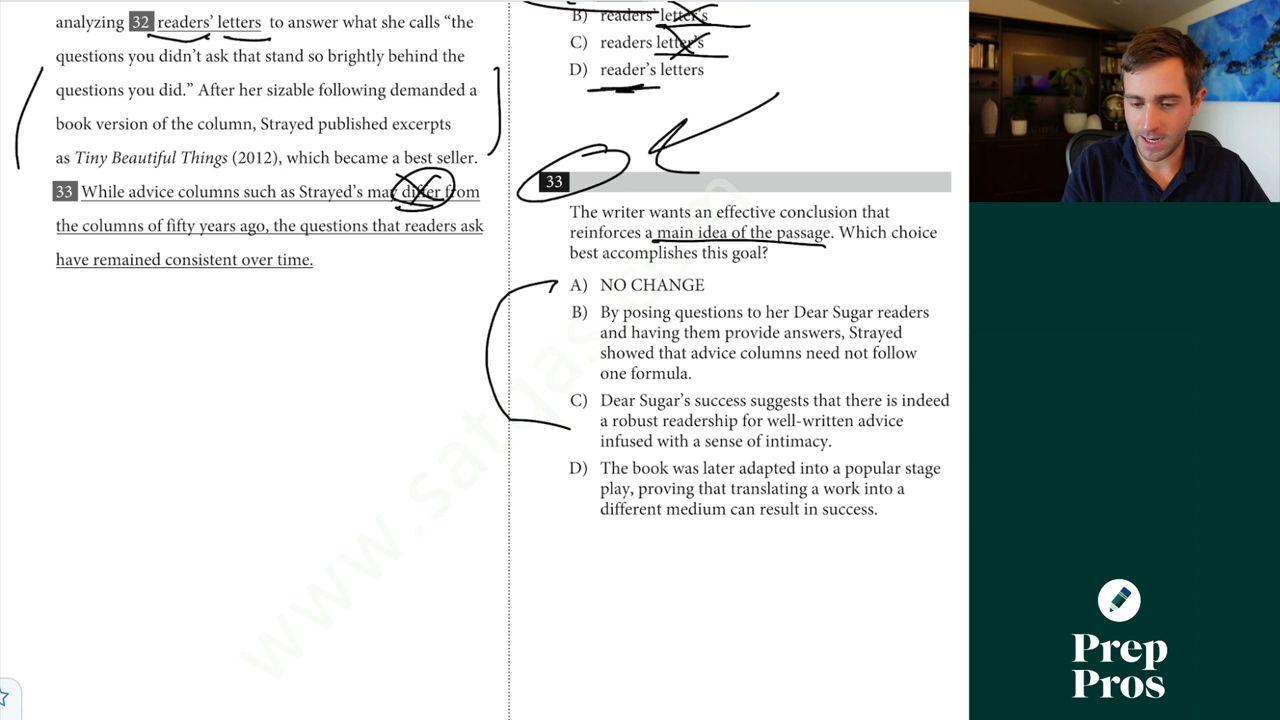 analyzing 32 readers’ letters to answer what she calls “the
questions you didn’t ask that stand so brightly behind the
questions you did.” After her sizable following demanded a
book version of the column, Strayed published excerpts
as Tiny Beautiful Things (2012), which became a best seller.
33 While advice columns such as Strayed’s may differ from
the columns of fifty years ago, the questions that readers ask
have remained consistent over time.
B) readers’ letter’s
C) readers letter’s
D) reader’s letters
33
The writer wants an effective conclusion that
reinforces a main idea of the passage. Which choice
best accomplishes this goal?
A) NO CHANGE
B) By posing questions to her Dear Sugar readers
and having them provide answers, Strayed
showed that advice columns need not follow
one formula.
C) Dear Sugar’s success suggests that there is indeed
a robust readership for well-written advice
infused with a sense of intimacy.
D) The book was later adapted into a popular stage
play, proving that translating a work into a
different medium can result in success.
Prep
Pros